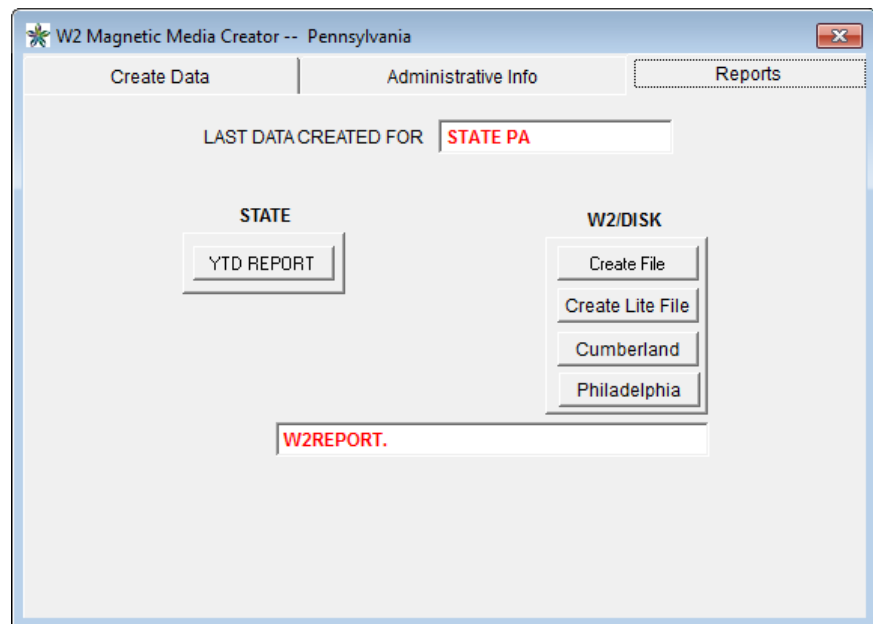 W2 Magnetic Media Creator -- Pennsylvania
Create Data Administrative Info Reports
LAST DATA CREATED FOR STATE PA
STATE
W2/DISK
YTD REPORT
Create File
Create Lite File
Cumberland
Philadelphia
W2REPORT.